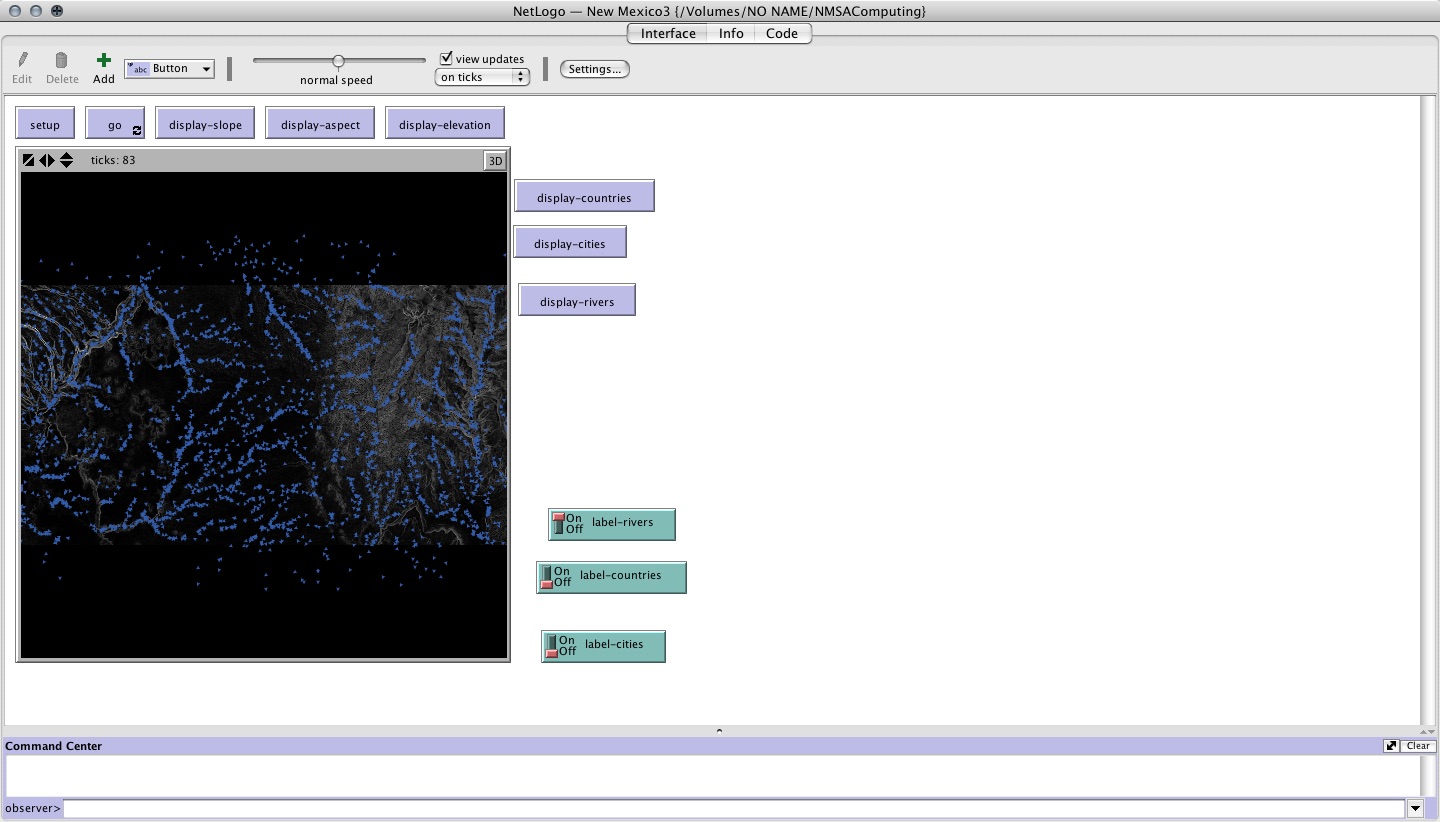 NetLogo — New Mexico3 {/Volumes/NO NAME/NMSAComputing}
Interface Info Code
Edit Delete Add abc Button normal speed view updates on ticks Settings...
setup go display-slope display-aspect display-elevation
ticks: 83 3D
display-countries
display-cities
display-rivers
On Off label-rivers
On Off label-countries
On Off label-cities
Command Center Clear
observer>